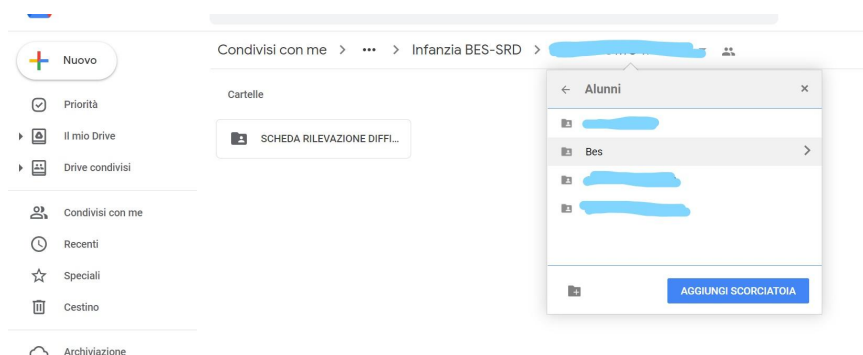 Condivisi con me > ••• > Infanzia BES-SRD >
Nuovo
Priorità
Il mio Drive
Drive condivisi
Condivisi con me
Recenti
Speciali
Cestino
Archiviazione
Cartelle
SCHEDA RILEVAZIONE DIFFI...
Alunni
Bes
AGGIUNGI SCORCIATOIA